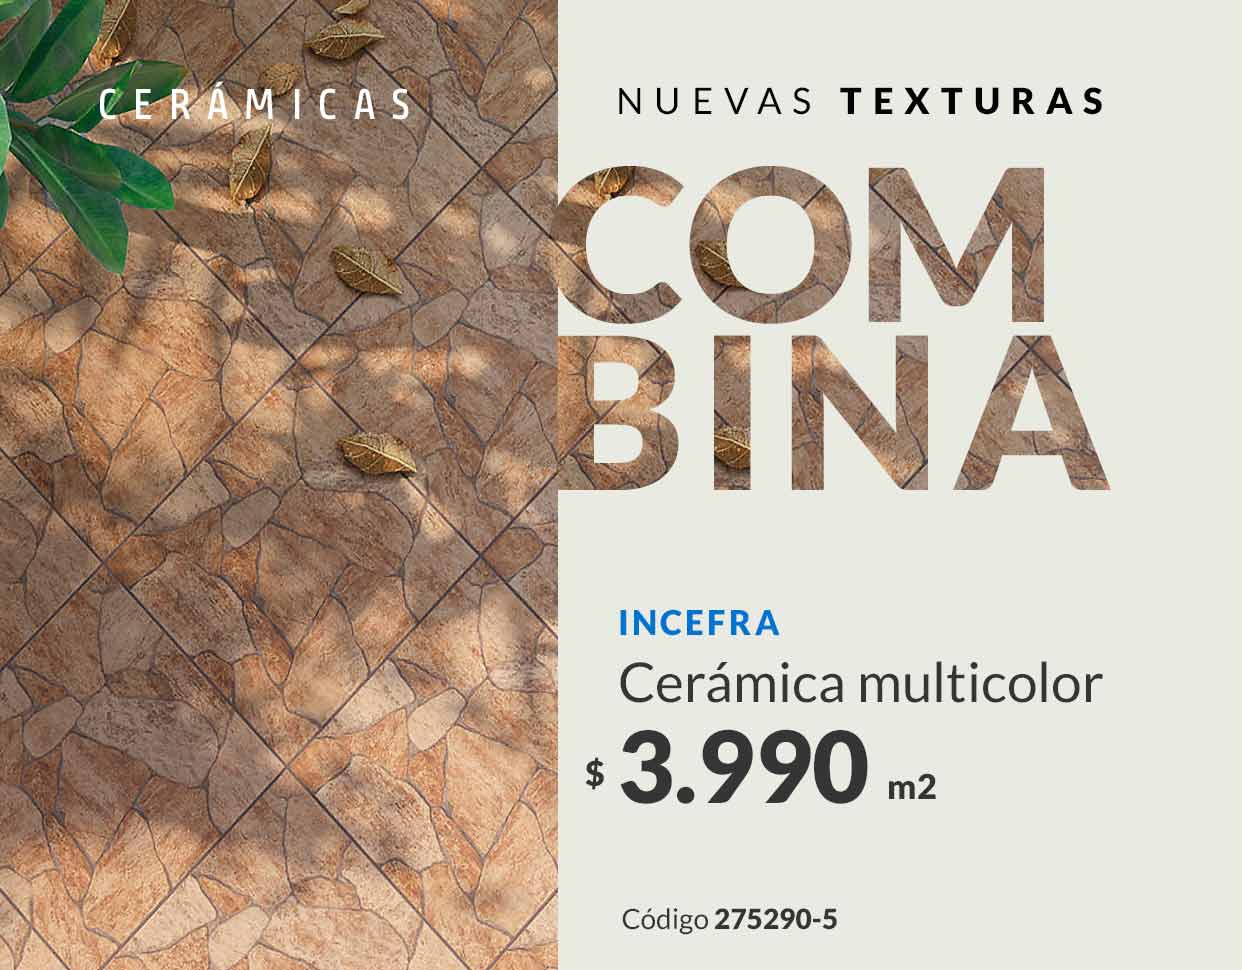 CERÁMICAS
NUEVAS TEXTURAS
COM
BINA
INCEFRA
Cerámica multicolor
$ 3.990 m2
Código 275290-5